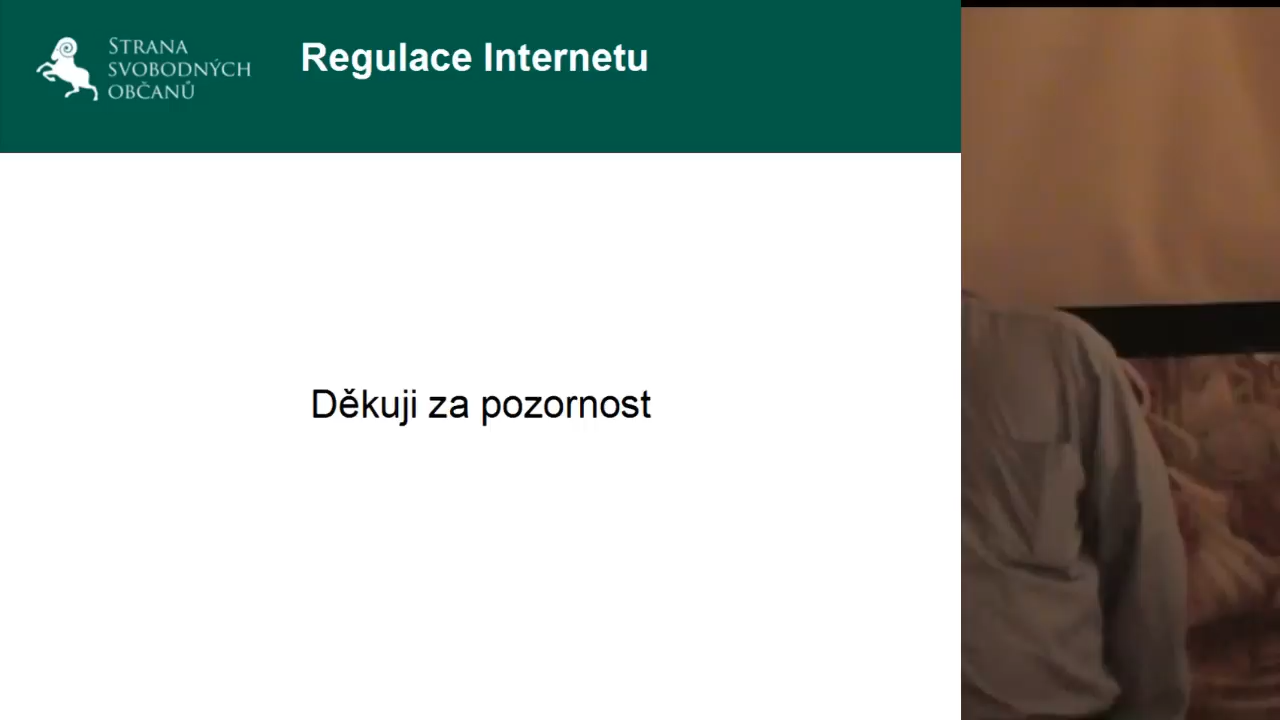 STRANA
SVOBODNÝCH
OBČANŮ
Regulace Internetu
Děkuji za pozornost